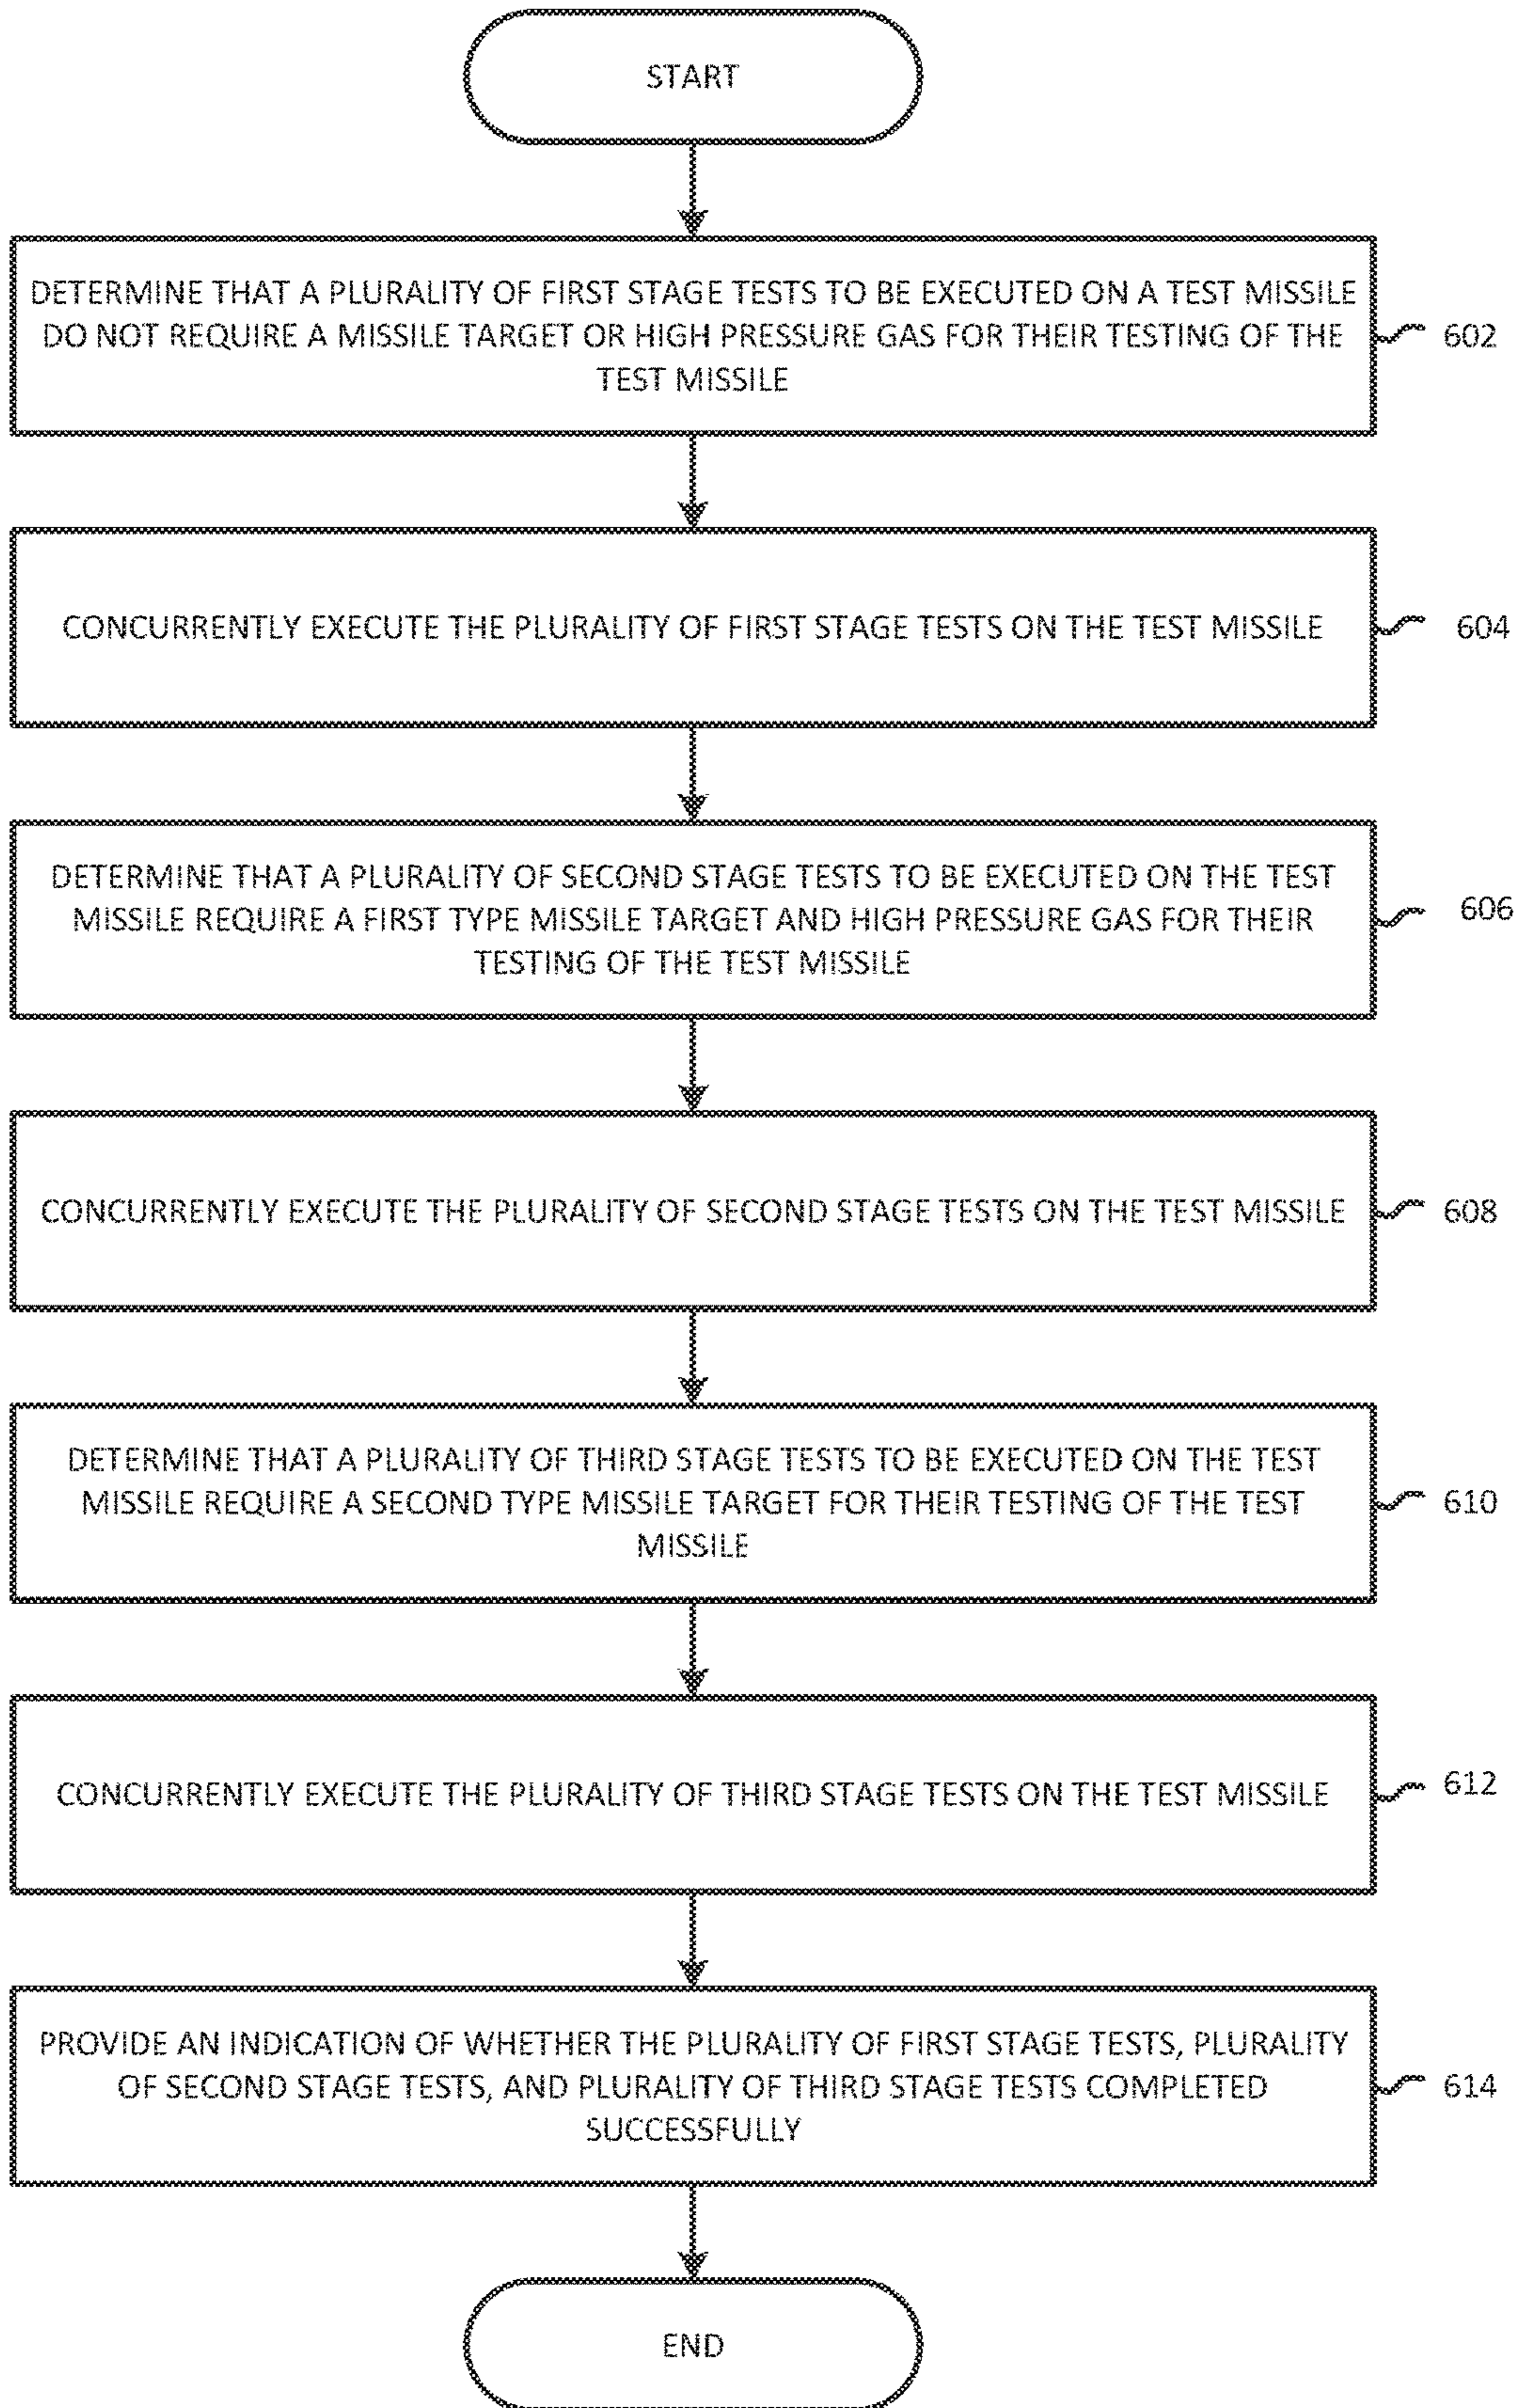 START
DETERMINE THAT A PLURALITY OF FIRST STAGE TESTS TO BE EXECUTED ON A TEST MISSILE
DO NOT REQUIRE A MISSILE TARGET OR HIGH PRESSURE GAS FOR THEIR TESTING OF THE
TEST MISSILE
602
CONCURRENTLY EXECUTE THE PLURALITY OF FIRST STAGE TESTS ON THE TEST MISSILE
604
DETERMINE THAT A PLURALITY OF SECOND STAGE TESTS TO BE EXECUTED ON THE TEST
MISSILE REQUIRE A FIRST TYPE MISSILE TARGET AND HIGH PRESSURE GAS FOR THEIR
TESTING OF THE TEST MISSILE
606
CONCURRENTLY EXECUTE THE PLURALITY OF SECOND STAGE TESTS ON THE TEST MISSILE
608
DETERMINE THAT A PLURALITY OF THIRD STAGE TESTS TO BE EXECUTED ON THE TEST
MISSILE REQUIRE A SECOND TYPE MISSILE TARGET FOR THEIR TESTING OF THE TEST
MISSILE
610
CONCURRENTLY EXECUTE THE PLURALITY OF THIRD STAGE TESTS ON THE TEST MISSILE
612
PROVIDE AN INDICATION OF WHETHER THE PLURALITY OF FIRST STAGE TESTS, PLURALITY
OF SECOND STAGE TESTS, AND PLURALITY OF THIRD STAGE TESTS COMPLETED
SUCCESSFULLY
614
END